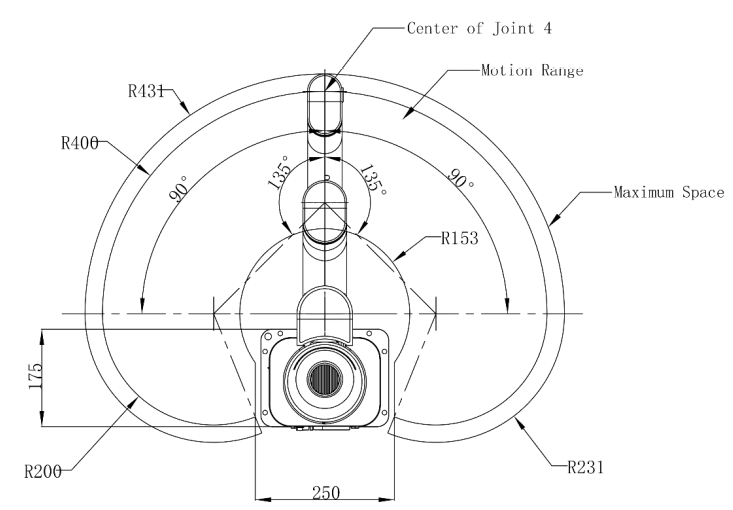 Center of Joint 4
Motion Range
R431
R400
135°
135°
90°
90°
Maximum Space
R153
175
R200
R231
250